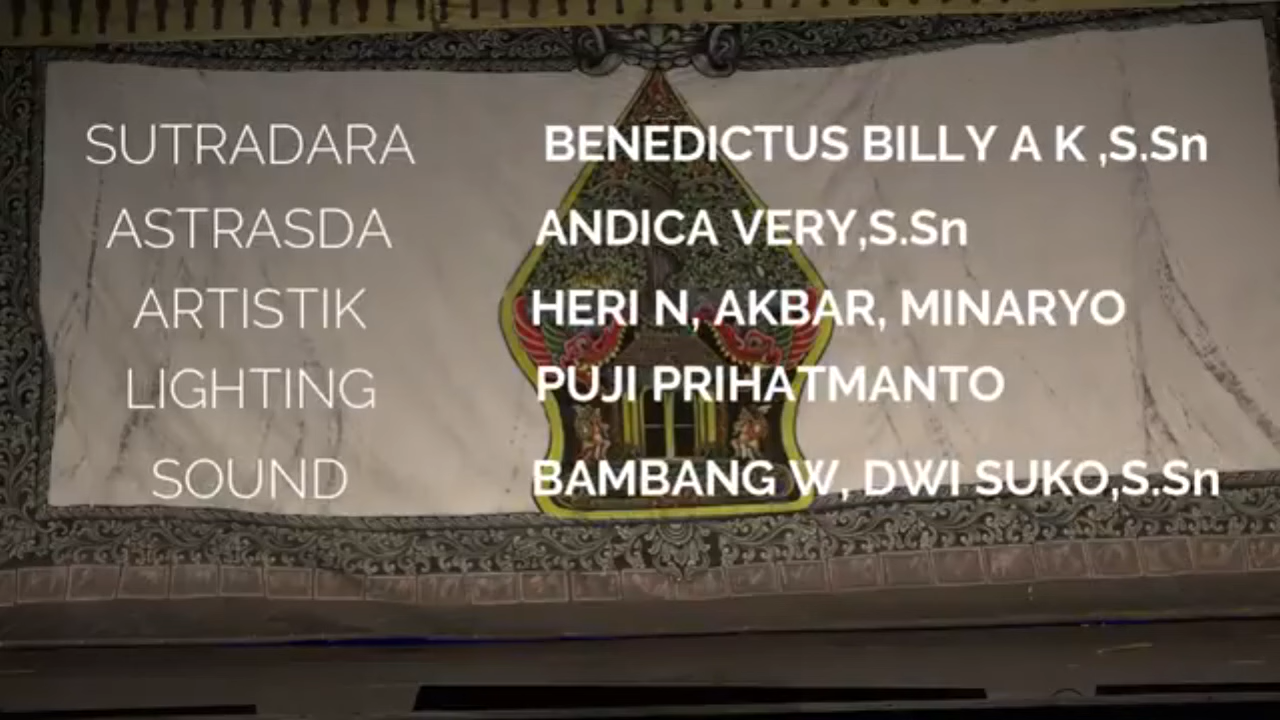 SUTRADARA BENEDICTUS BILLY A K ,S.Sn
ASTRASDA ANDICA VERY,S.Sn
ARTISTIK HERI N, AKBAR, MINARYO
LIGHTING PUJI PRIHATMANTO
SOUND BAMBANG W, DWI SUKO,S.Sn